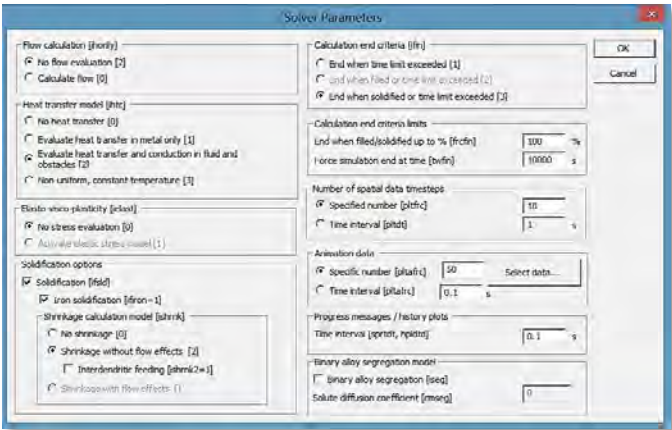 Solver Parameters
Flow calculation [ihonly]
No flow evaluation [2]
Calculate flow [0]
Heat transfer model [ihtc]
No heat transfer [0]
Evaluate heat transfer in metal only [1]
Evaluate heat transfer and conduction in fluid and
obstacles [2]
Non-uniform, constant temperature [3]
Elasto visco-plasticity [ielast]
No stress evaluation [0]
Activate elastic stress model [1]
Solidification options
Solidification [ifsld]
Iron solidification [ifiron=1]
Shrinkage calculation model [ishrnk]
No shrinkage [0]
Shrinkage without flow effects [2]
Interdendritic feeding [ishrnk2=1]
Shrinkage with flow effects []
Calculation end criteria [ifin]
End when time limit exceeded [1]
End when filled or time limit exceeded [2]
End when solidified or time limit exceeded [3]
Calculation end criteria limits
End when filled/solidified up to % [frcfin] 100 %
Force simulation end at time [twfin] 10000 s
Number of spatial data timesteps
Specified number [pltfrc] 10
Time interval [pltdt] 1 s
Animation data
Specific number [pltafrc] 50 Select data...
Time interval [pltafrc] 0.1 s
Progress messages / history plots
Time interval [sprtdt, hpltdt] 0.1 s
Binary alloy segregation model
Binary alloy segregation [iseg]
Solute diffusion coefficient [rmseg] 0
OK
Cancel